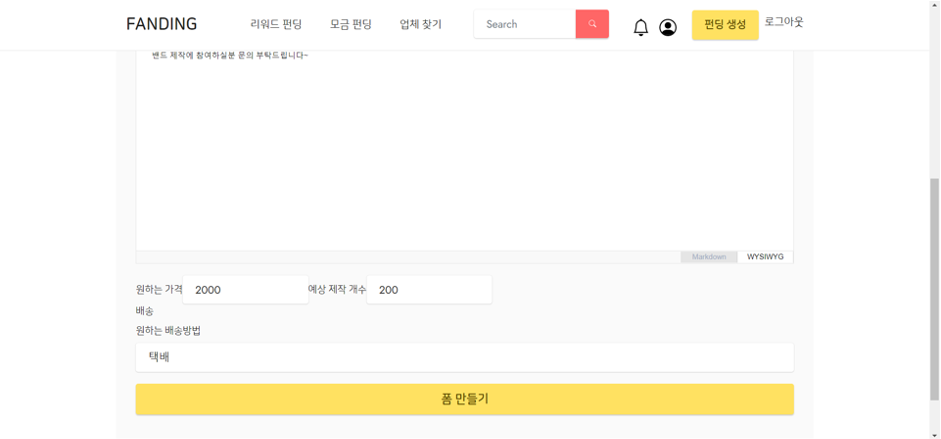 FANDING 리워드 펀딩 모금 펀딩 업체 찾기 Search 펀딩 생성 로그아웃
밴드 제작에 참여하실분 문의 부탁드립니다~
Markdown WYSIWYG
원하는 가격 2000 예상 제작 개수 200
배송
원하는 배송방법
택배
폼 만들기